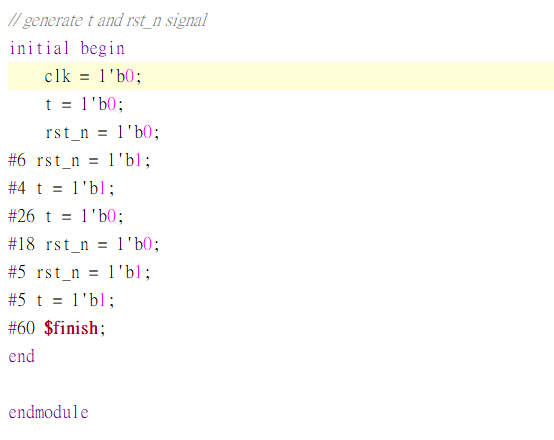 // generate t and rst_n signal
initial begin
    clk = 1'b0;
    t = 1'b0;
    rst_n = 1'b0;
#6 rst_n = 1'b1;
#4 t = 1'b1;
#26 t = 1'b0;
#18 rst_n = 1'b0;
#5 rst_n = 1'b1;
#5 t = 1'b1;
#60 $finish;
end
endmodule